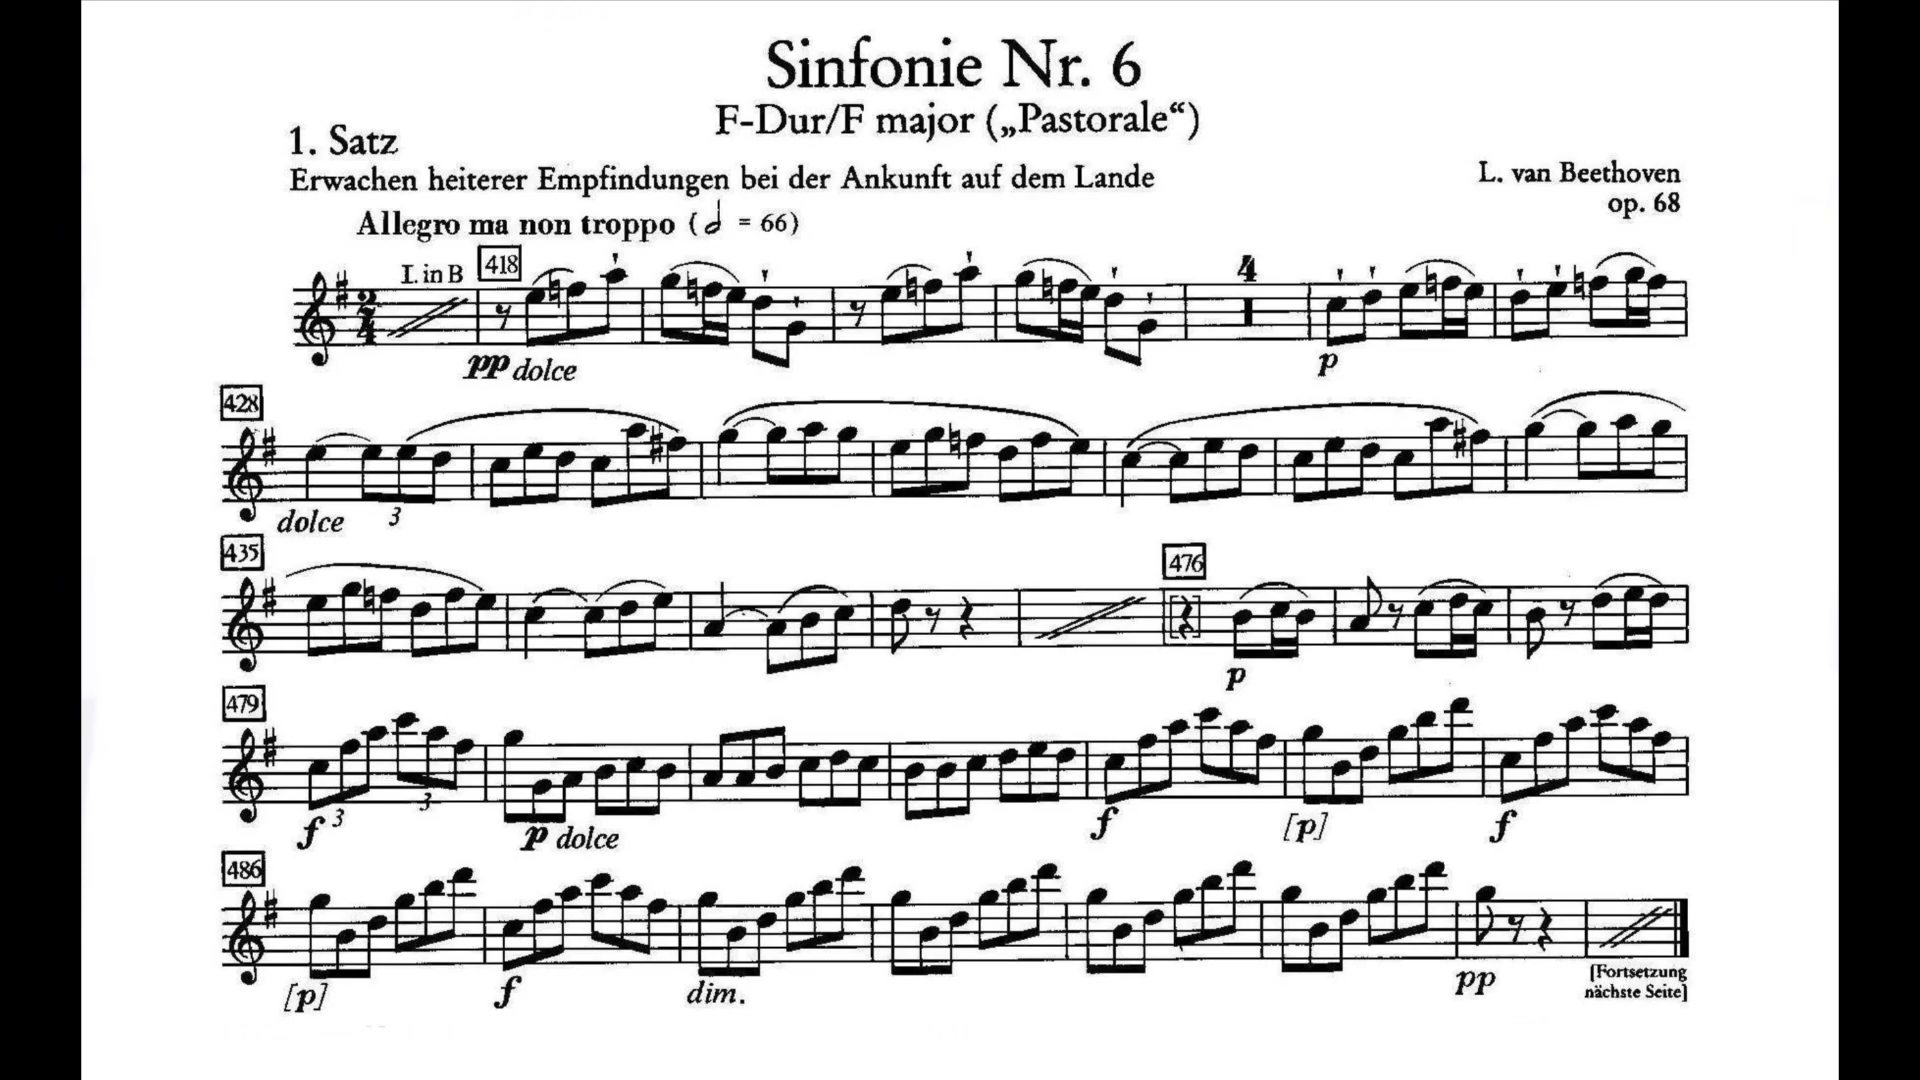 Sinfonie Nr. 6
F-Dur/F major („Pastorale“)
1. Satz
Erwachen heiterer Empfindungen bei der Ankunft auf dem Lande
L. van Beethoven
op. 68
Allegro ma non troppo (𝅗𝅥 = 66)
I. in B 418 4
2
4
pp dolce p
428
dolce 3
435 476
p
479
3 3
f p dolce f [p] f
486
[p] f dim. pp
[Fortsetzung
nächste Seite]